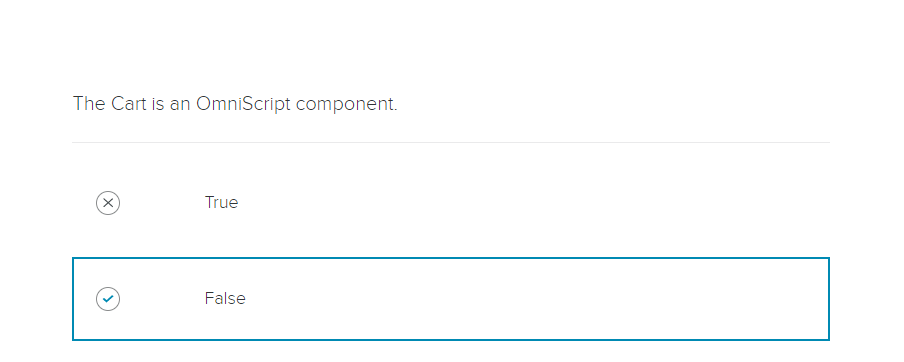 The Cart is an OmniScript component.
True
False